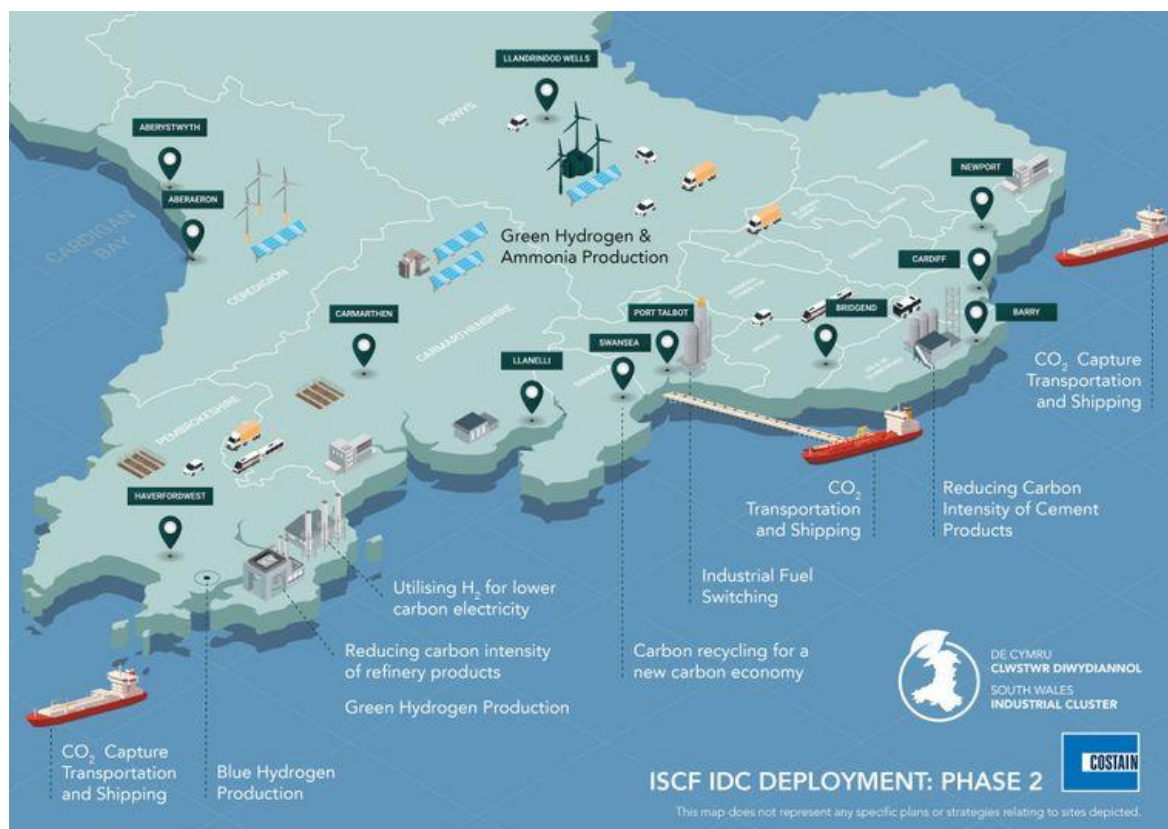 LLANDRINDOD WELLS
POWYS
ABERYSTWYTH
ABERAERON
CARDIGAN
BAY
CEREDIGION
NEWPORT
Green Hydrogen &
Ammonia Production
CARDIFF
CARMARTHEN
CARMARTHENSHIRE
PORT TALBOT
BRIDGEND
BARRY
SWANSEA
LLANELLI
CO2 Capture
Transportation
and Shipping
PEMBROKESHIRE
HAVERFORDWEST
CO2
Transportation
and Shipping
Reducing Carbon
Intensity of Cement
Products
Industrial Fuel
Switching
Utilising H2 for lower
carbon electricity
Reducing carbon intensity
of refinery products
Green Hydrogen Production
Carbon recycling for a
new carbon economy
DE CYMRU
CLWSTWR DIWYDIANNOL
SOUTH WALES
INDUSTRIAL CLUSTER
CO2 Capture
Transportation
and Shipping
Blue Hydrogen
Production
ISCF IDC DEPLOYMENT: PHASE 2
COSTAIN
This map does not represent any specific plans or strategies relating to sites depicted.